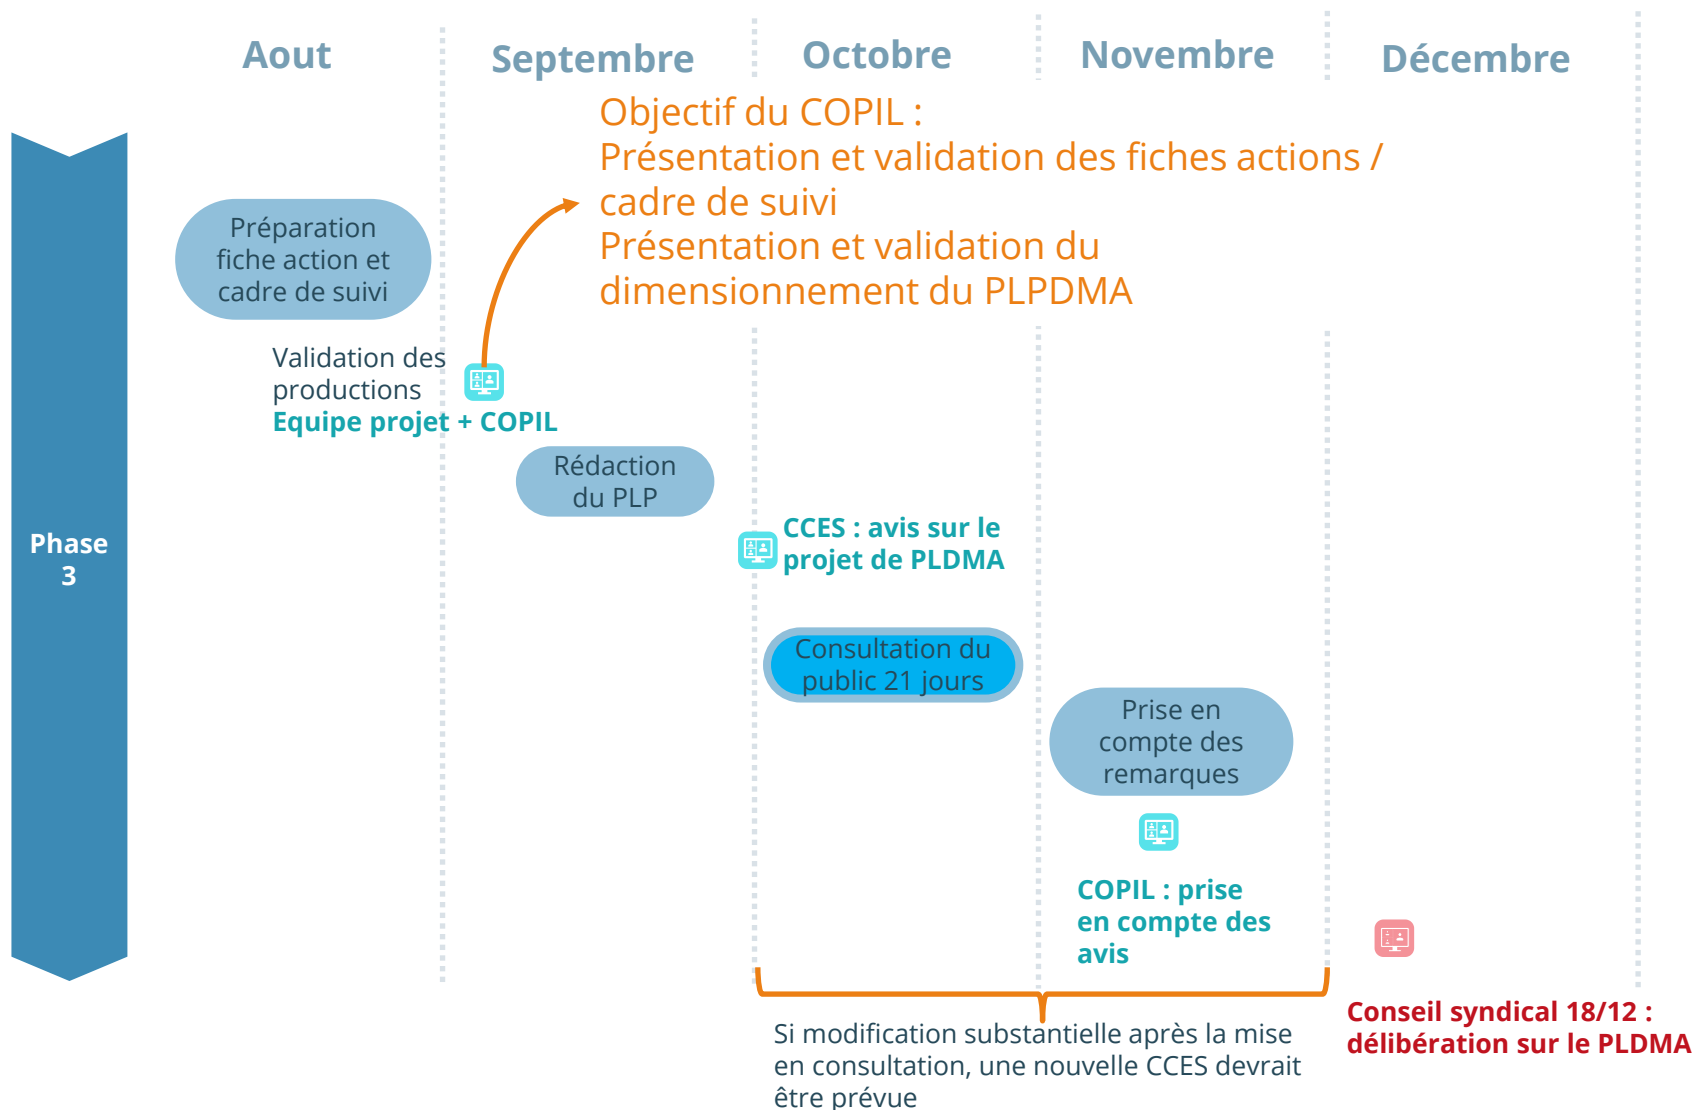 Aout
Septembre
Octobre
Novembre
Décembre
Objectif du COPIL :
Présentation et validation des fiches actions /
cadre de suivi
Présentation et validation du
dimensionnement du PLPDMA
Préparation
fiche action et
cadre de suivi
Validation des
productions
Equipe projet + COPIL
Rédaction
du PLP
Phase
3
CCES : avis sur le
projet de PLDMA
Consultation du
public 21 jours
Prise en
compte des
remarques
COPIL : prise
en compte des
avis
Conseil syndical 18/12 :
délibération sur le PLDMA
Si modification substantielle après la mise
en consultation, une nouvelle CCES devrait
être prévue